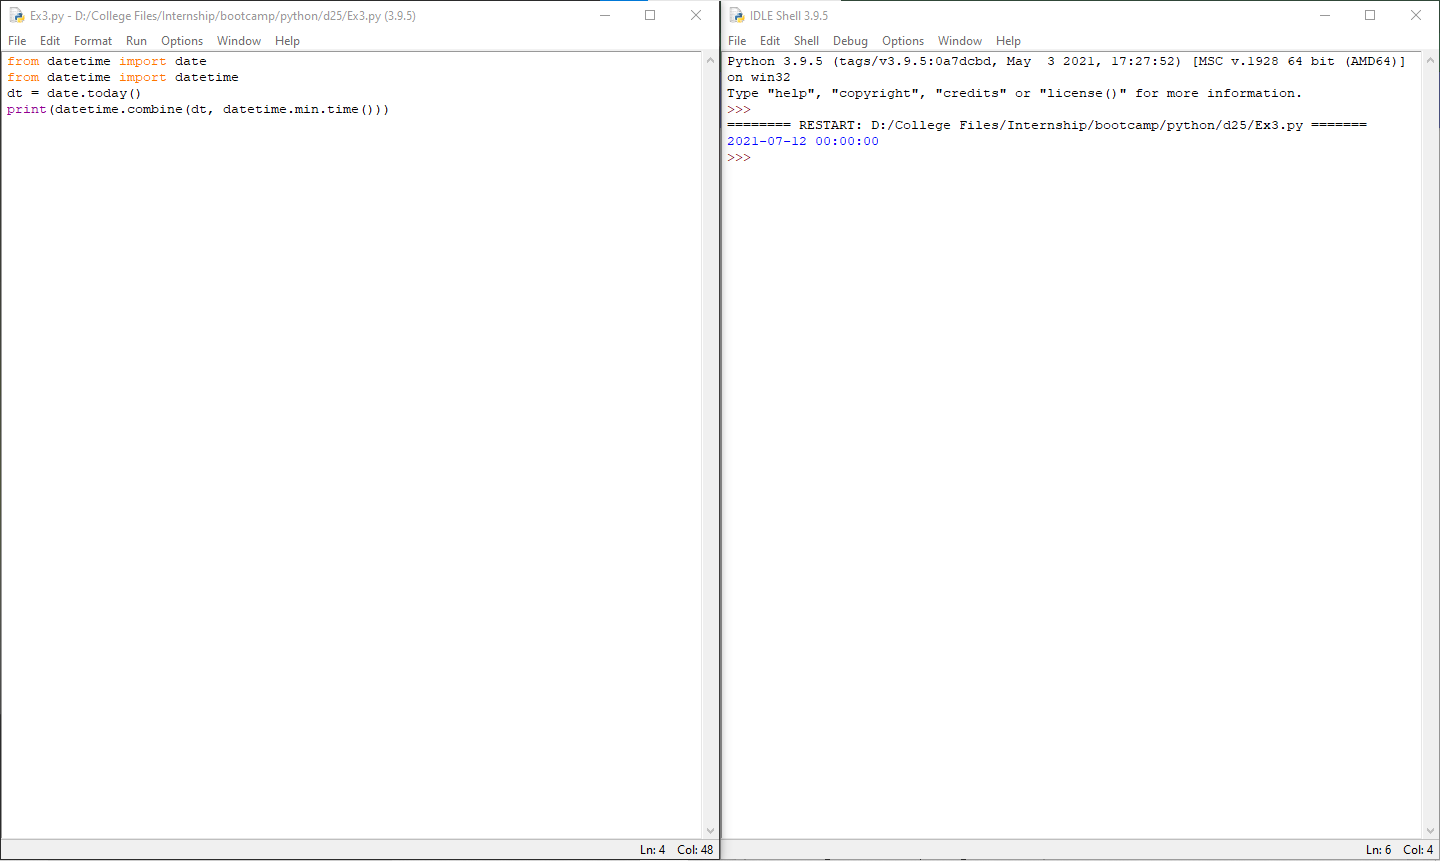 Ex3.py - D:/College Files/Internship/bootcamp/python/d25/Ex3.py (3.9.5)
File Edit Format Run Options Window Help
from datetime import date
from datetime import datetime
dt = date.today()
print(datetime.combine(dt, datetime.min.time()))
Ln: 4 Col: 48
IDLE Shell 3.9.5
File Edit Shell Debug Options Window Help
Python 3.9.5 (tags/v3.9.5:0a7dcbd, May  3 2021, 17:27:52) [MSC v.1928 64 bit (AMD64)]
on win32
Type "help", "copyright", "credits" or "license()" for more information.
>>>
======== RESTART: D:/College Files/Internship/bootcamp/python/d25/Ex3.py =======
2021-07-12 00:00:00
>>>
Ln: 6 Col: 4